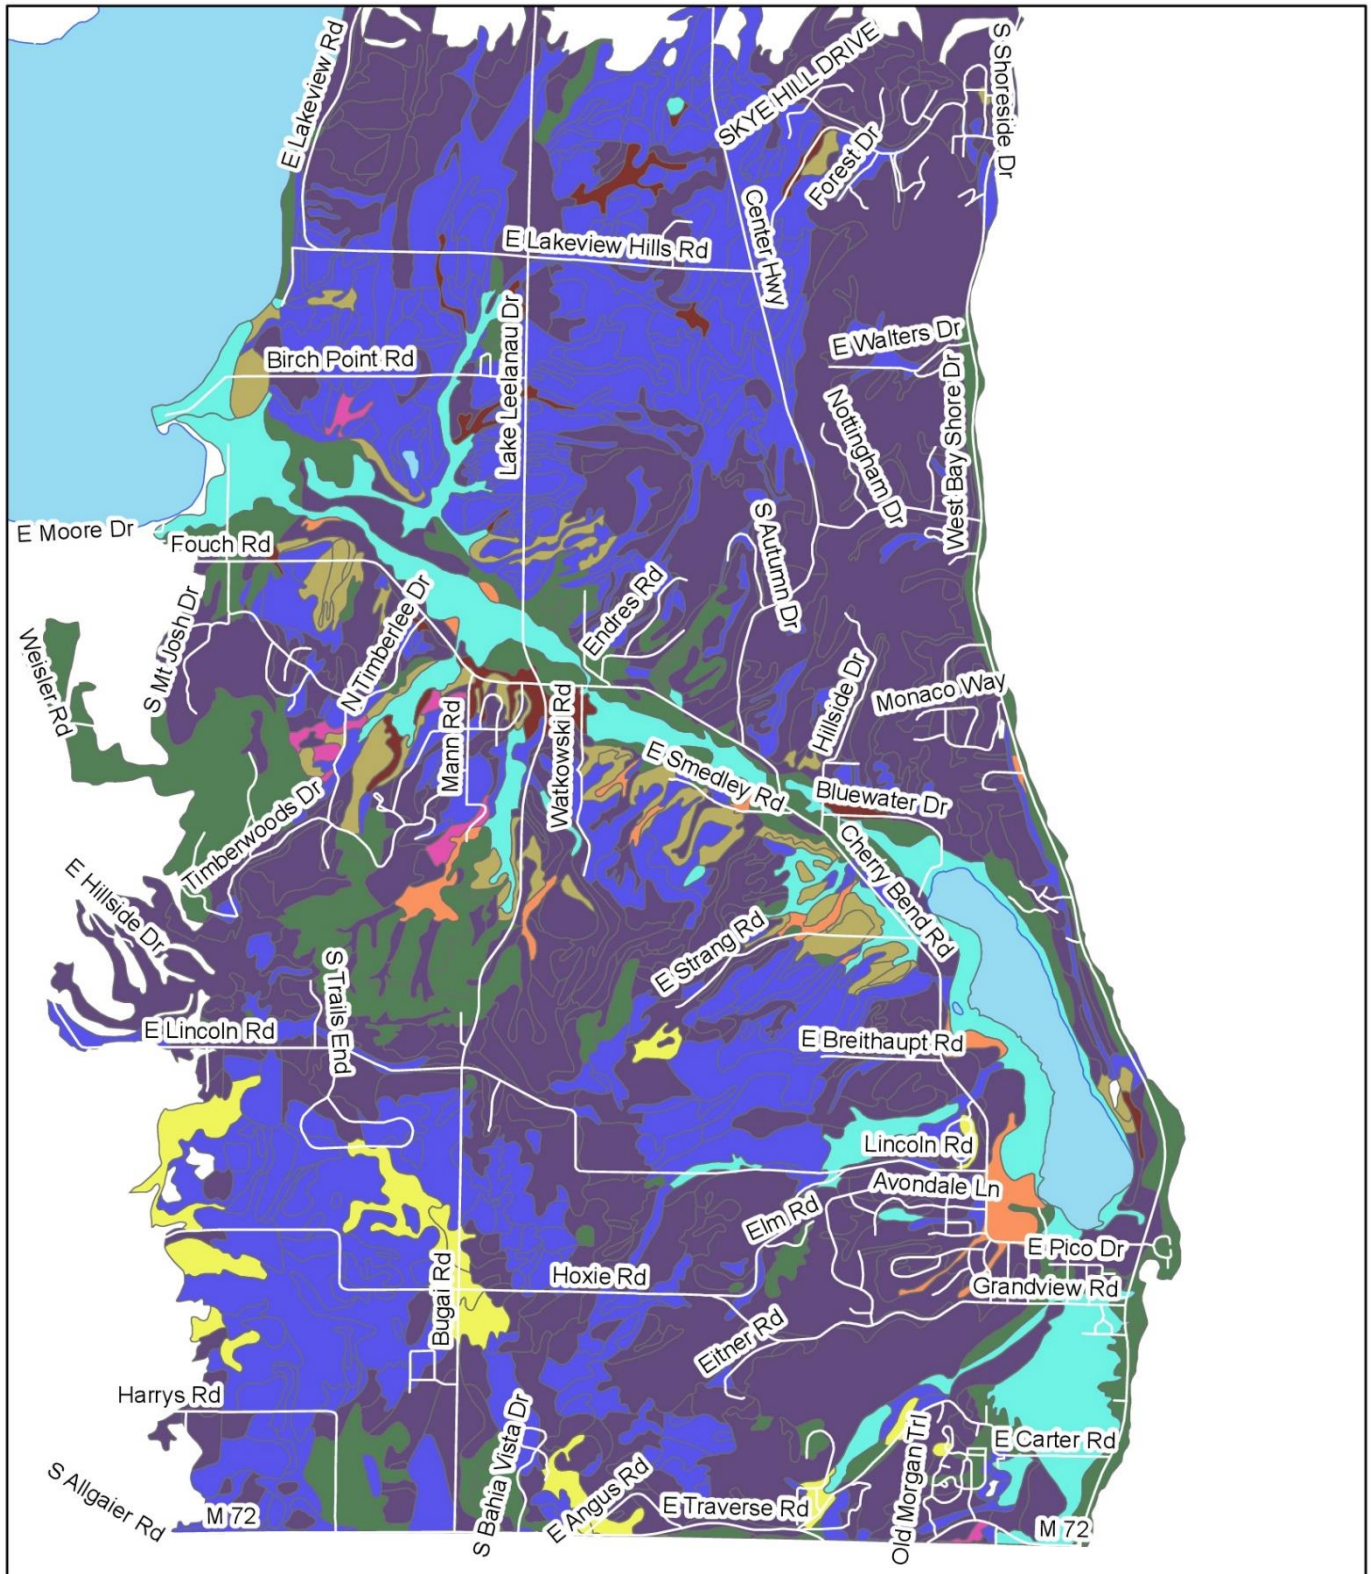 E Lakeview Rd
SKYE HILL DRIVE
S Shoreside Dr
Forest Dr
E Lakeview Hills Rd
Center Hwy
Lake Leelanau Dr
E Walters Dr
Birch Point Rd
West Bay Shore Dr
Nottingham Dr
E Moore Dr
Fouch Rd
S Autumn Dr
Endres Rd
S Mt Josh Dr
N Timberlee Dr
Weisler Rd
Hillside Dr
Monaco Way
Mann Rd
Watkowski Rd
E Smedley Rd
Bluewater Dr
Timberwoods Dr
Cherry Bend Rd
E Hillside Dr
E Strang Rd
S Trails End
E Lincoln Rd
E Breithaupt Rd
Lincoln Rd
Avondale Ln
Elm Rd
E Pico Dr
Hoxie Rd
Grandview Rd
Bugai Rd
Eitner Rd
Harrys Rd
S Bahia Vista Dr
Old Morgan Trl
E Carter Rd
S Allgaier Rd
M 72
E Angus Rd
E Traverse Rd
M 72